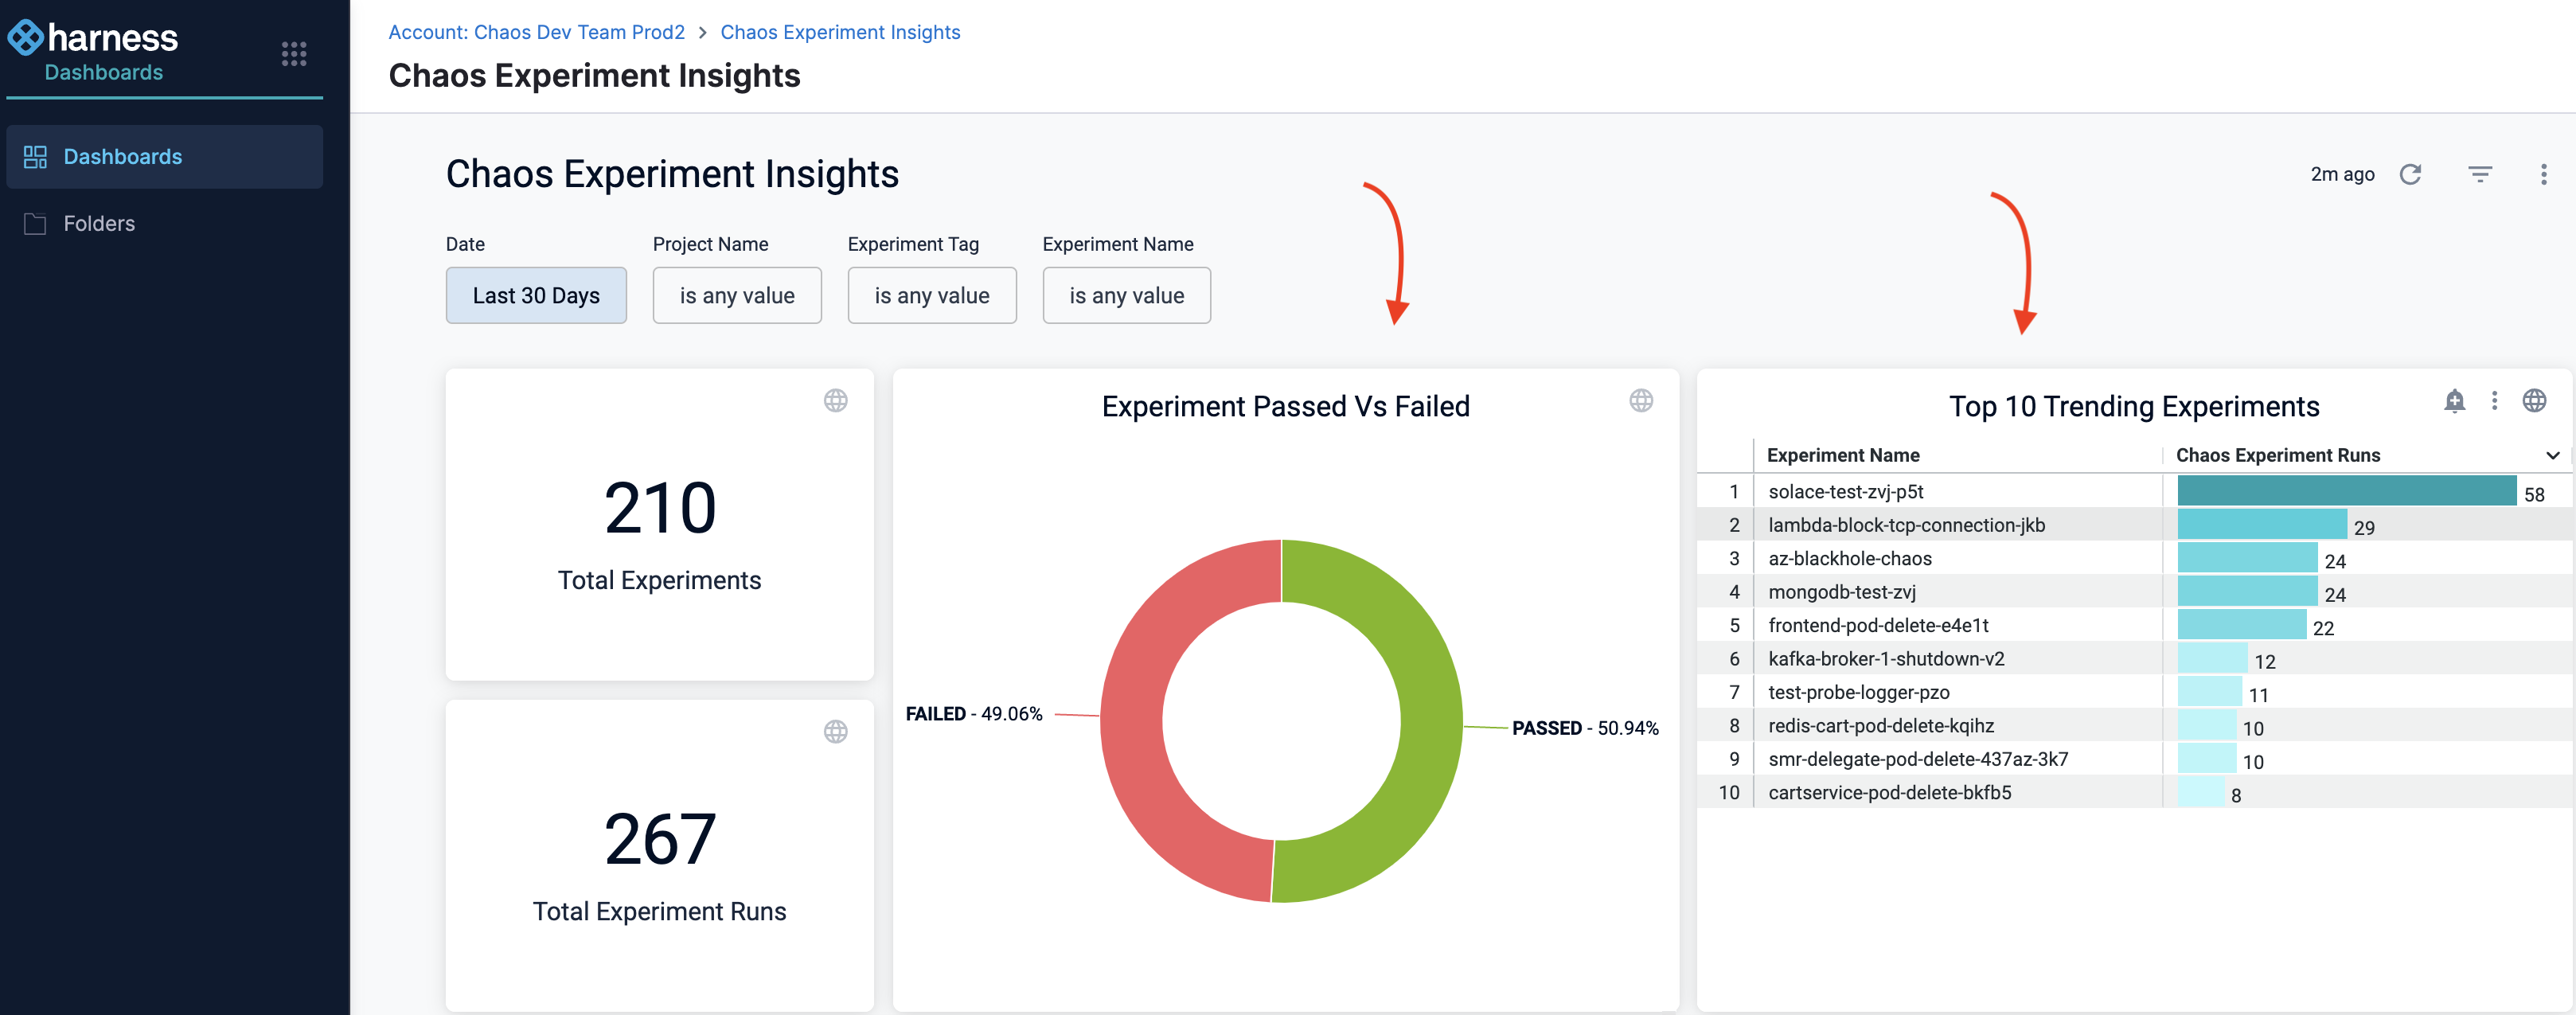 harness
Dashboards
Dashboards
Folders
Account: Chaos Dev Team Prod2 > Chaos Experiment Insights
Chaos Experiment Insights
Chaos Experiment Insights
2m ago
Date Project Name Experiment Tag Experiment Name
Last 30 Days is any value is any value is any value
210
Total Experiments
267
Total Experiment Runs
Experiment Passed Vs Failed
FAILED - 49.06%
PASSED - 50.94%
Top 10 Trending Experiments
Experiment Name Chaos Experiment Runs
1 solace-test-zvj-p5t 58
2 lambda-block-tcp-connection-jkb 29
3 az-blackhole-chaos 24
4 mongodb-test-zvj 24
5 frontend-pod-delete-e4e1t 22
6 kafka-broker-1-shutdown-v2 12
7 test-probe-logger-pzo 11
8 redis-cart-pod-delete-kqihz 10
9 smr-delegate-pod-delete-437az-3k7 10
10 cartservice-pod-delete-bkfb5 8